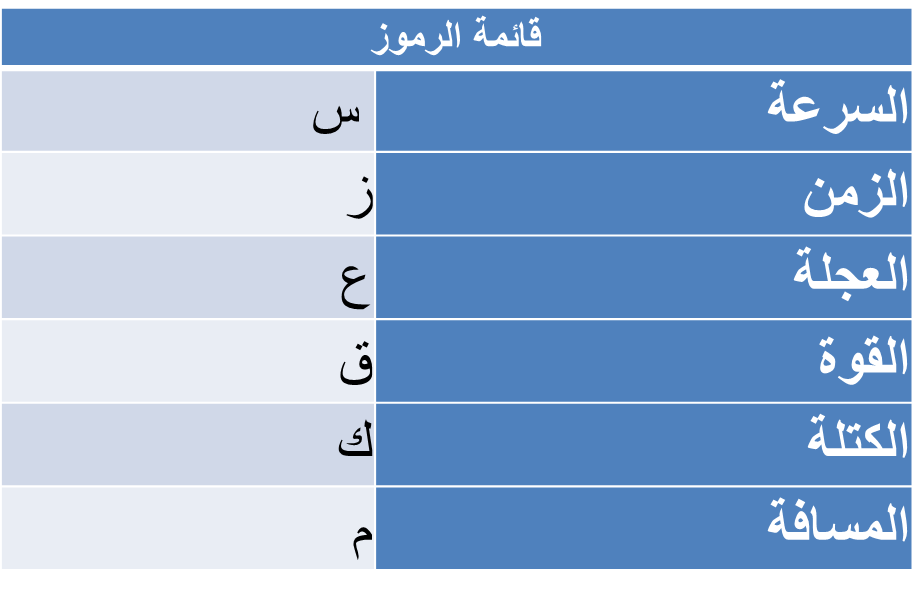 قائمة الرموز
السرعة س
الزمن ز
العجلة ع
القوة ق
الكتلة ك
المسافة م